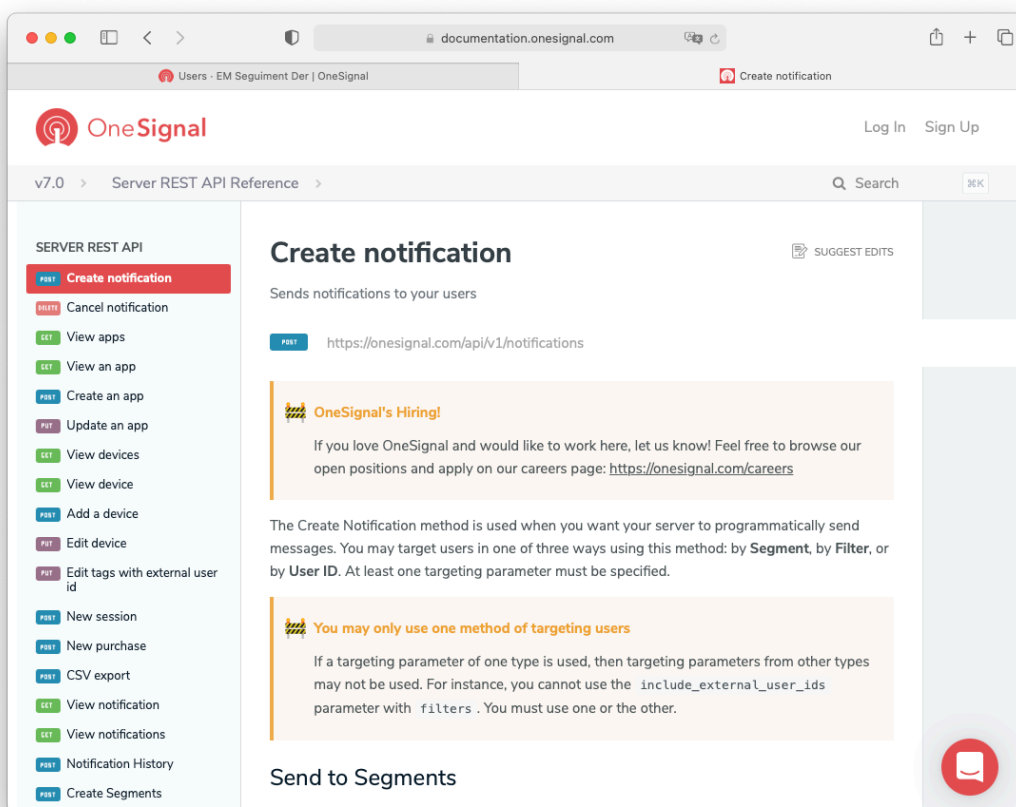 documentation.onesignal.com
Users - EM Seguiment Der | OneSignal
Create notification
OneSignal
Log In
Sign Up
v7.0
Server REST API Reference
Search
⌘K
SERVER REST API
POST Create notification
DELETE Cancel notification
GET View apps
GET View an app
POST Create an app
PUT Update an app
GET View devices
GET View device
POST Add a device
PUT Edit device
PUT Edit tags with external user
id
POST New session
POST New purchase
POST CSV export
GET View notification
GET View notifications
POST Notification History
POST Create Segments
Create notification
SUGGEST EDITS
Sends notifications to your users
POST https://onesignal.com/api/v1/notifications
OneSignal's Hiring!
If you love OneSignal and would like to work here, let us know! Feel free to browse our
open positions and apply on our careers page: https://onesignal.com/careers
The Create Notification method is used when you want your server to programmatically send
messages. You may target users in one of three ways using this method: by Segment, by Filter, or
by User ID. At least one targeting parameter must be specified.
You may only use one method of targeting users
If a targeting parameter of one type is used, then targeting parameters from other types
may not be used. For instance, you cannot use the include_external_user_ids
parameter with filters . You must use one or the other.
Send to Segments